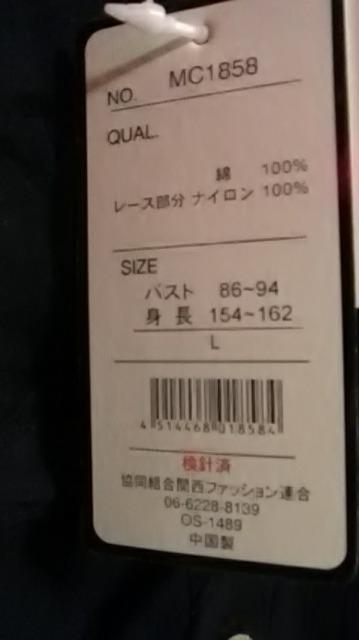 NO. MC1858
QUAL.
綿 100%
レース部分 ナイロン 100%
SIZE
バスト 86~94
身長 154~162
L
4 514468 018584
検針済
協同組合関西ファッション連合
06-6228-8139
OS-1489
中国製